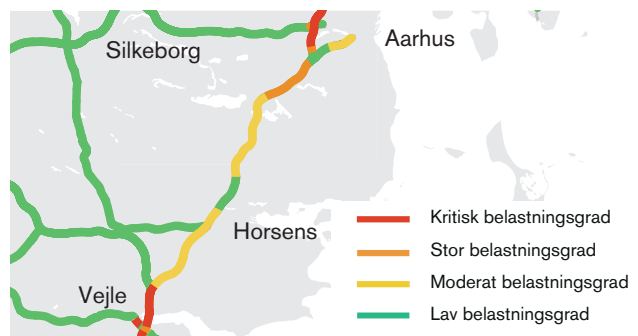 Silkeborg
Aarhus
Horsens
Vejle
Kritisk belastningsgrad
Stor belastningsgrad
Moderat belastningsgrad
Lav belastningsgrad